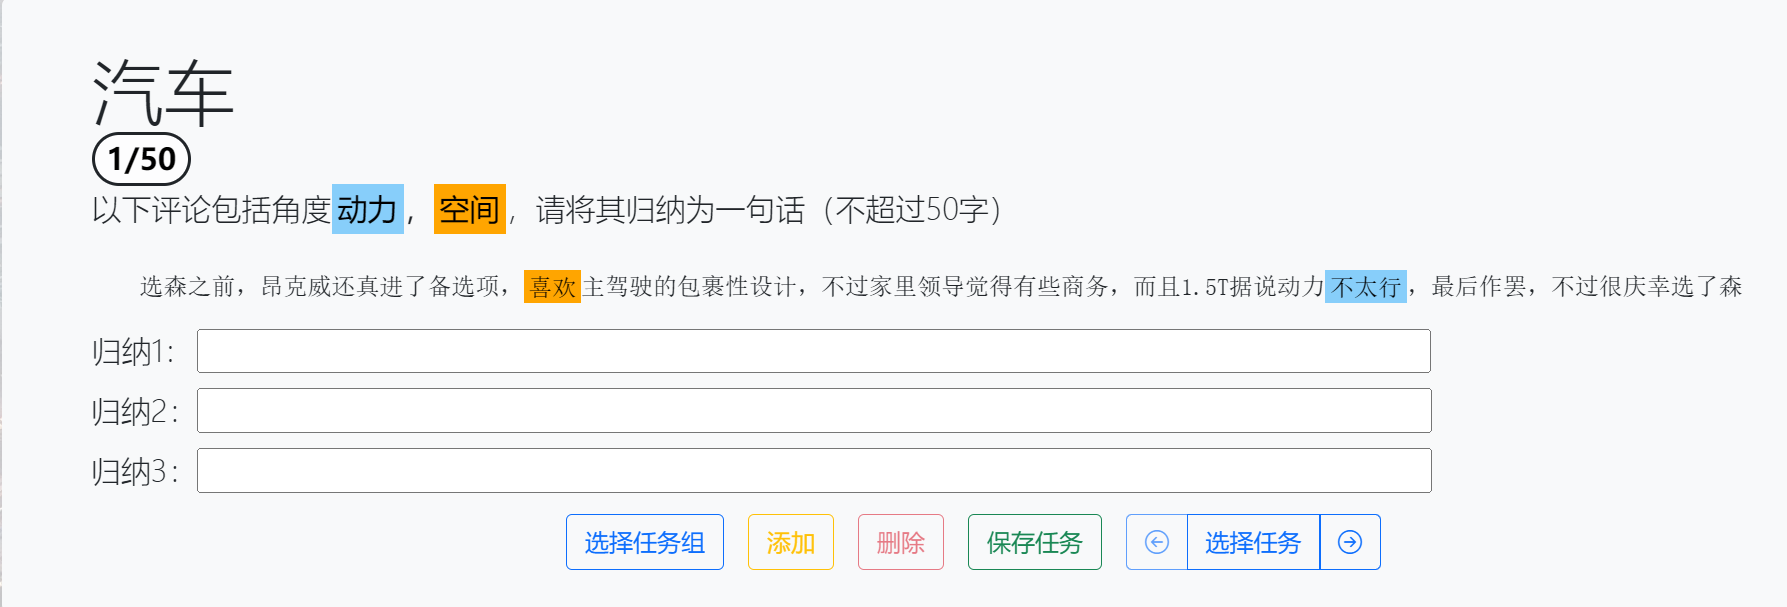 汽车
1/50
以下评论包括角度动力，空间，请将其归纳为一句话（不超过50字）
选森之前，昂克威还真进了备选项，喜欢主驾驶的包裹性设计，不过家里领导觉得有些商务，而且1.5T据说动力不太行，最后作罢，不过很庆幸选了森
归纳1：
归纳2：
归纳3：
选择任务组 添加 删除 保存任务 选择任务